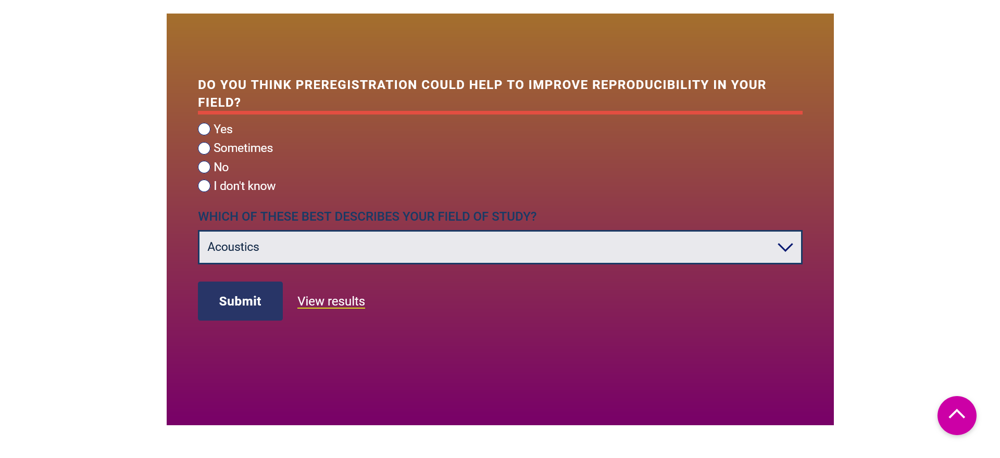 DO YOU THINK PREREGISTRATION COULD HELP TO IMPROVE REPRODUCIBILITY IN YOUR
FIELD?
Yes
Sometimes
No
I don't know
WHICH OF THESE BEST DESCRIBES YOUR FIELD OF STUDY?
Acoustics
Submit View results